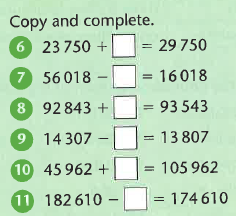 Copy and complete.
6 23 750 + □ = 29 750
7 56 018 − □ = 16 018
8 92 843 + □ = 93 543
9 14 307 − □ = 13 807
10 45 962 + □ = 105 962
11 182 610 − □ = 174 610